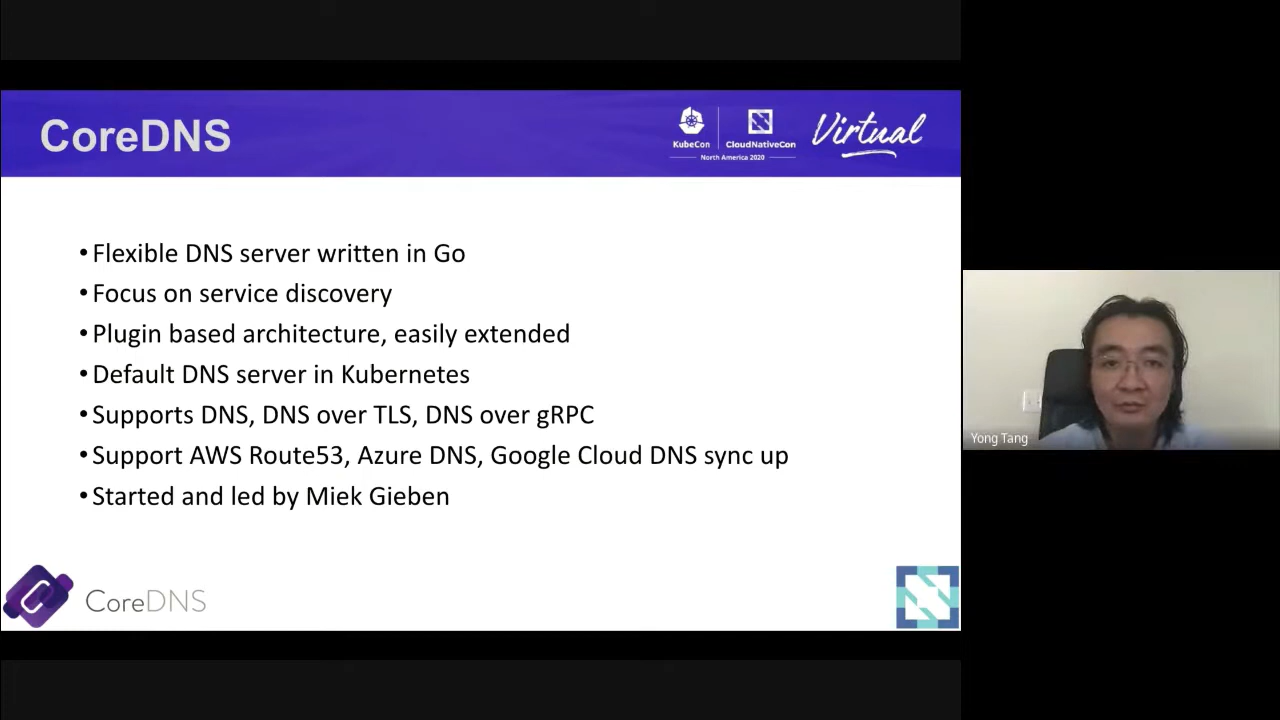 CoreDNS
KubeCon
CloudNativeCon
North America 2020
Virtual
•Flexible DNS server written in Go
•Focus on service discovery
•Plugin based architecture, easily extended
•Default DNS server in Kubernetes
•Supports DNS, DNS over TLS, DNS over gRPC
•Support AWS Route53, Azure DNS, Google Cloud DNS sync up
•Started and led by Miek Gieben
CoreDNS
Yong Tang